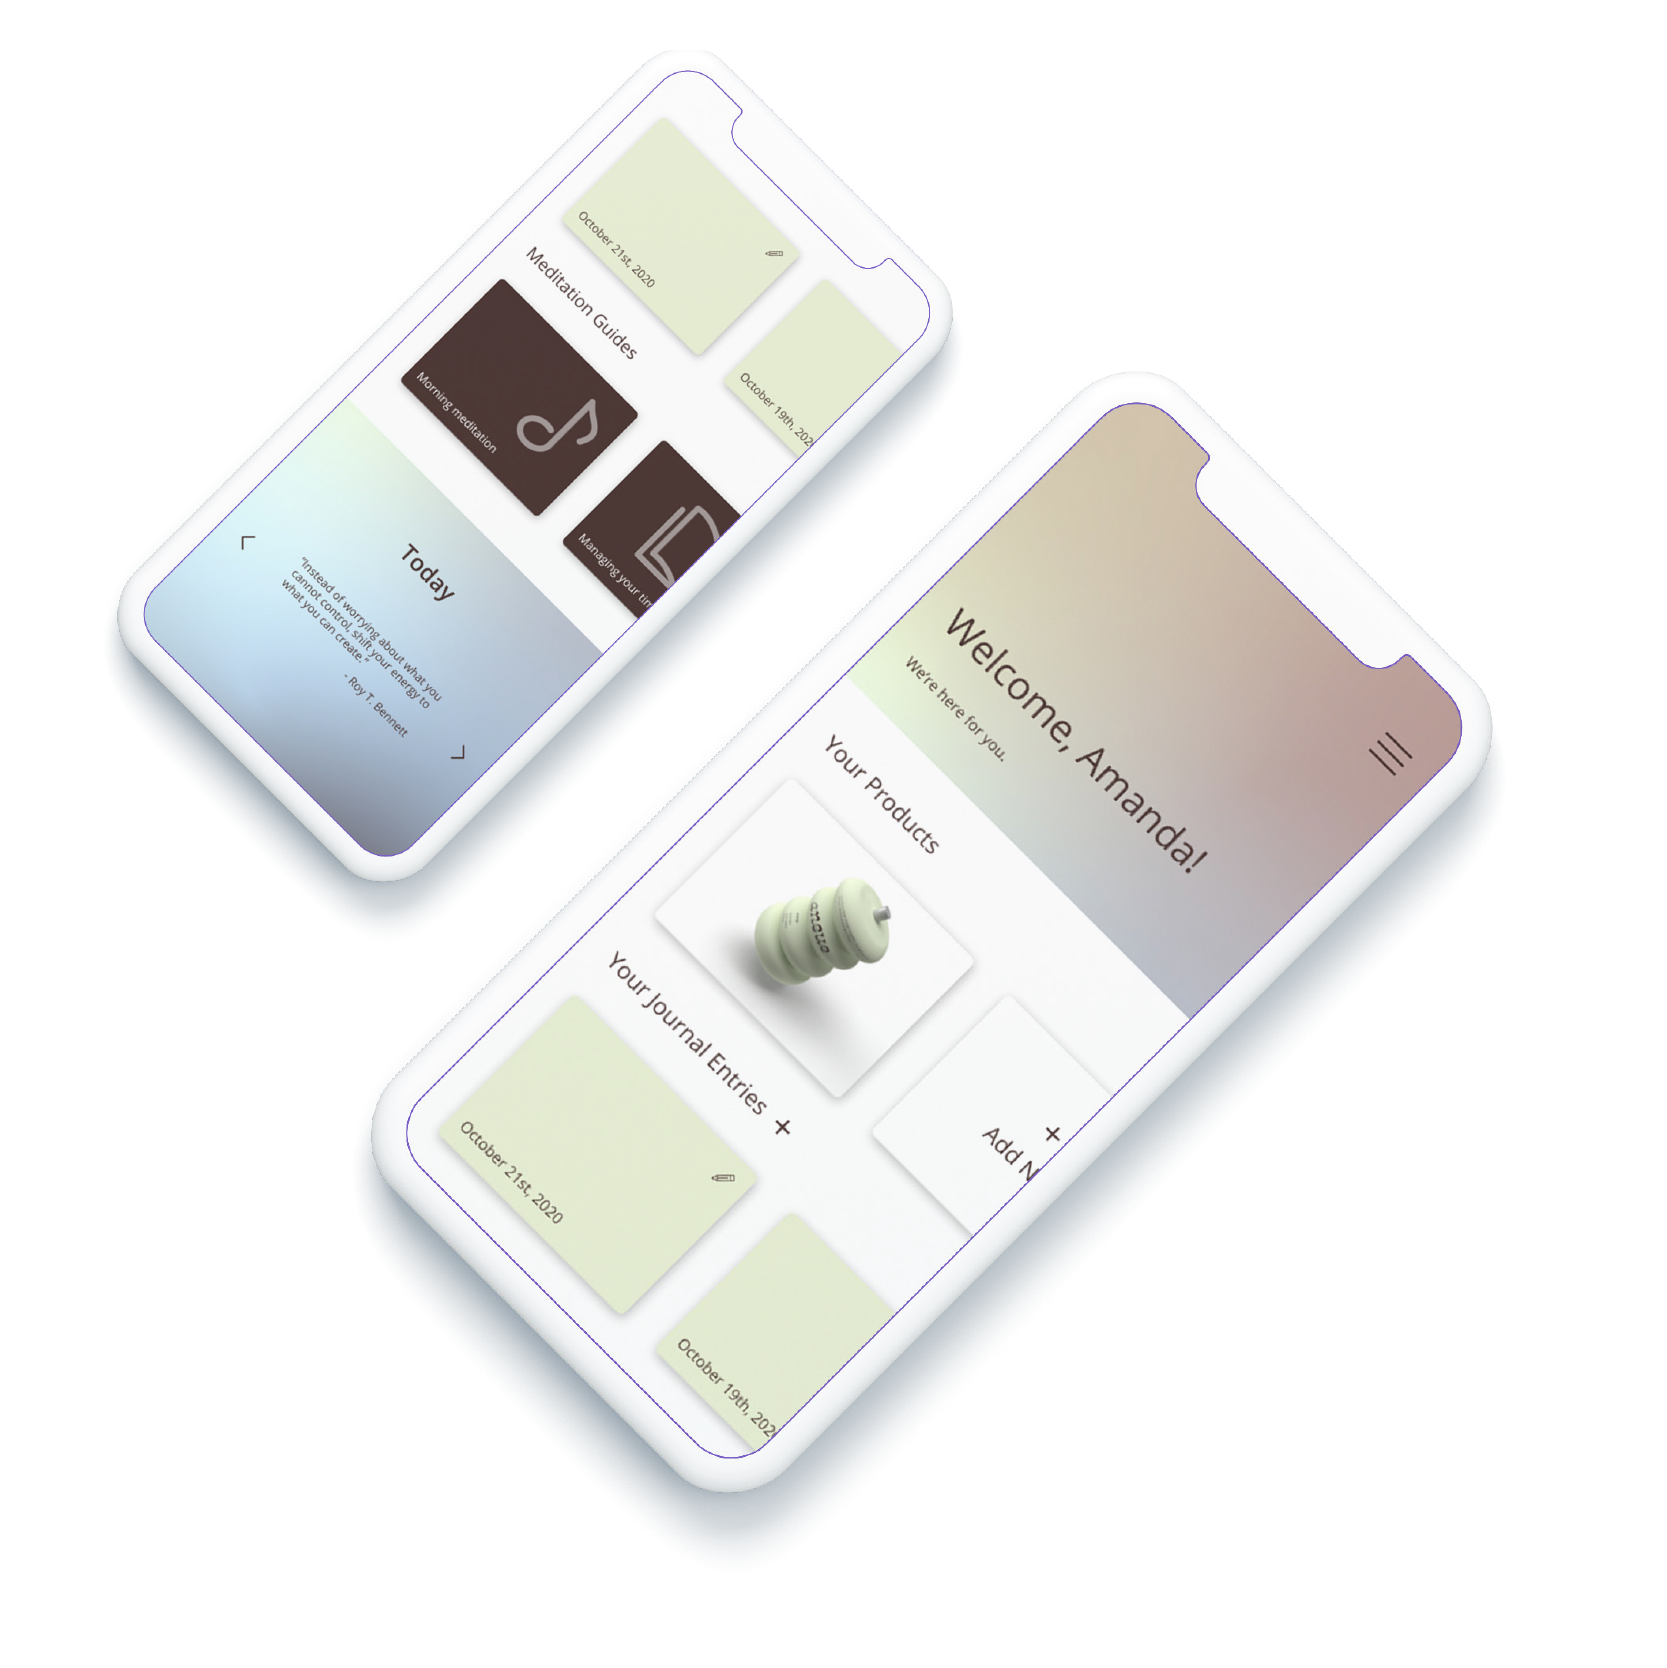 October 21st, 2020
October 19th, 202
Meditation Guides
Morning meditation
Managing your tim
Today
“Instead of worrying about what you
cannot control, shift your energy to
what you can create.”
- Roy T. Bennett
Welcome, Amanda!
We're here for you.
Your Products
Add N
Your Journal Entries +
October 21st, 2020
October 19th, 202